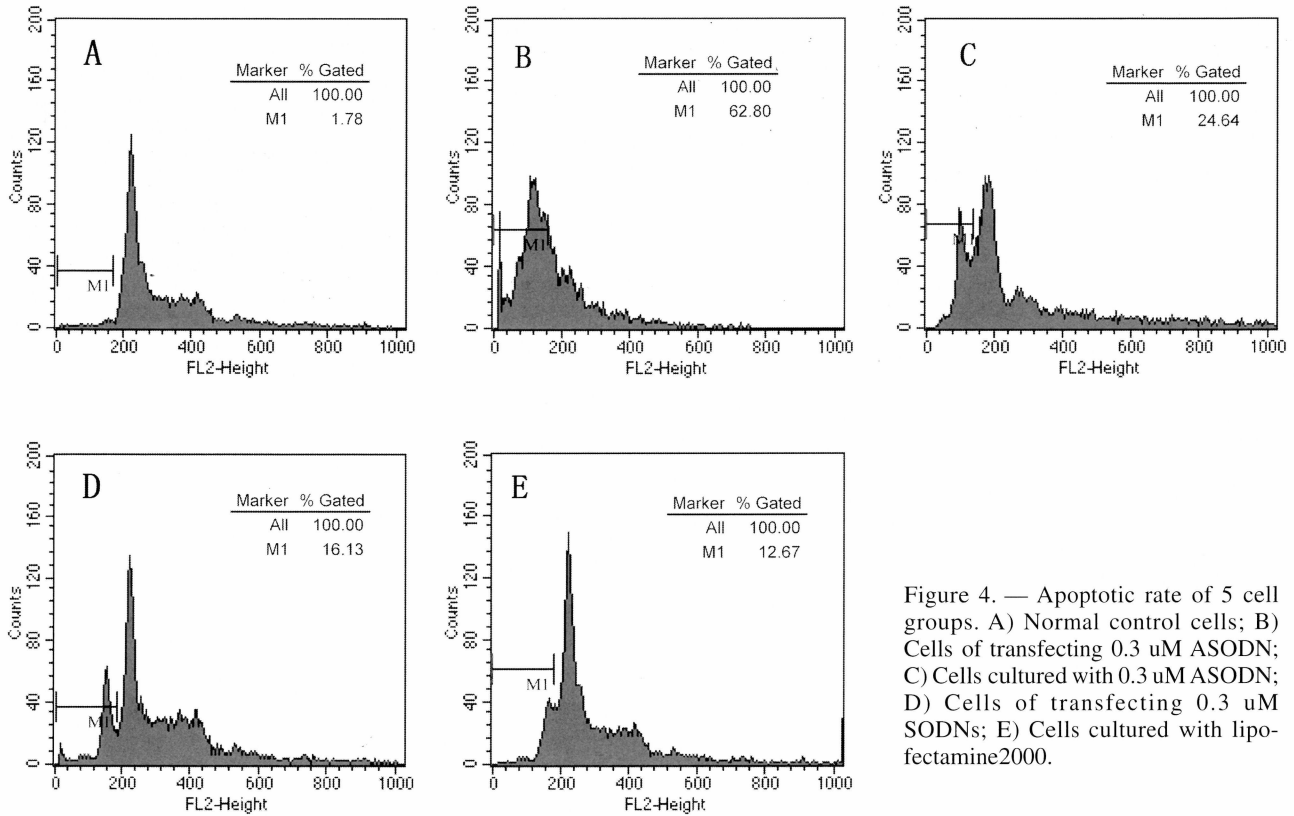 A
Marker % Gated
All 100.00
M1 1.78
M1
Counts
0 40 80 120 160 200
0 200 400 600 800 1000
FL2-Height
B
Marker % Gated
All 100.00
M1 62.80
M1
Counts
0 40 80 120 160 200
0 200 400 600 800 1000
FL2-Height
C
Marker % Gated
All 100.00
M1 24.64
M1
Counts
0 40 80 120 160 200
0 200 400 600 800 1000
FL2-Height
D
Marker % Gated
All 100.00
M1 16.13
M1
Counts
0 40 80 120 160 200
0 200 400 600 800 1000
FL2-Height
E
Marker % Gated
All 100.00
M1 12.67
M1
Counts
0 40 80 120 160 200
0 200 400 600 800 1000
FL2-Height
Figure 4. — Apoptotic rate of 5 cell
groups. A) Normal control cells; B)
Cells of transfecting 0.3 uM ASODN;
C) Cells cultured with 0.3 uM ASODN;
D) Cells of transfecting 0.3 uM
SODNs; E) Cells cultured with lipo-
fectamine2000.